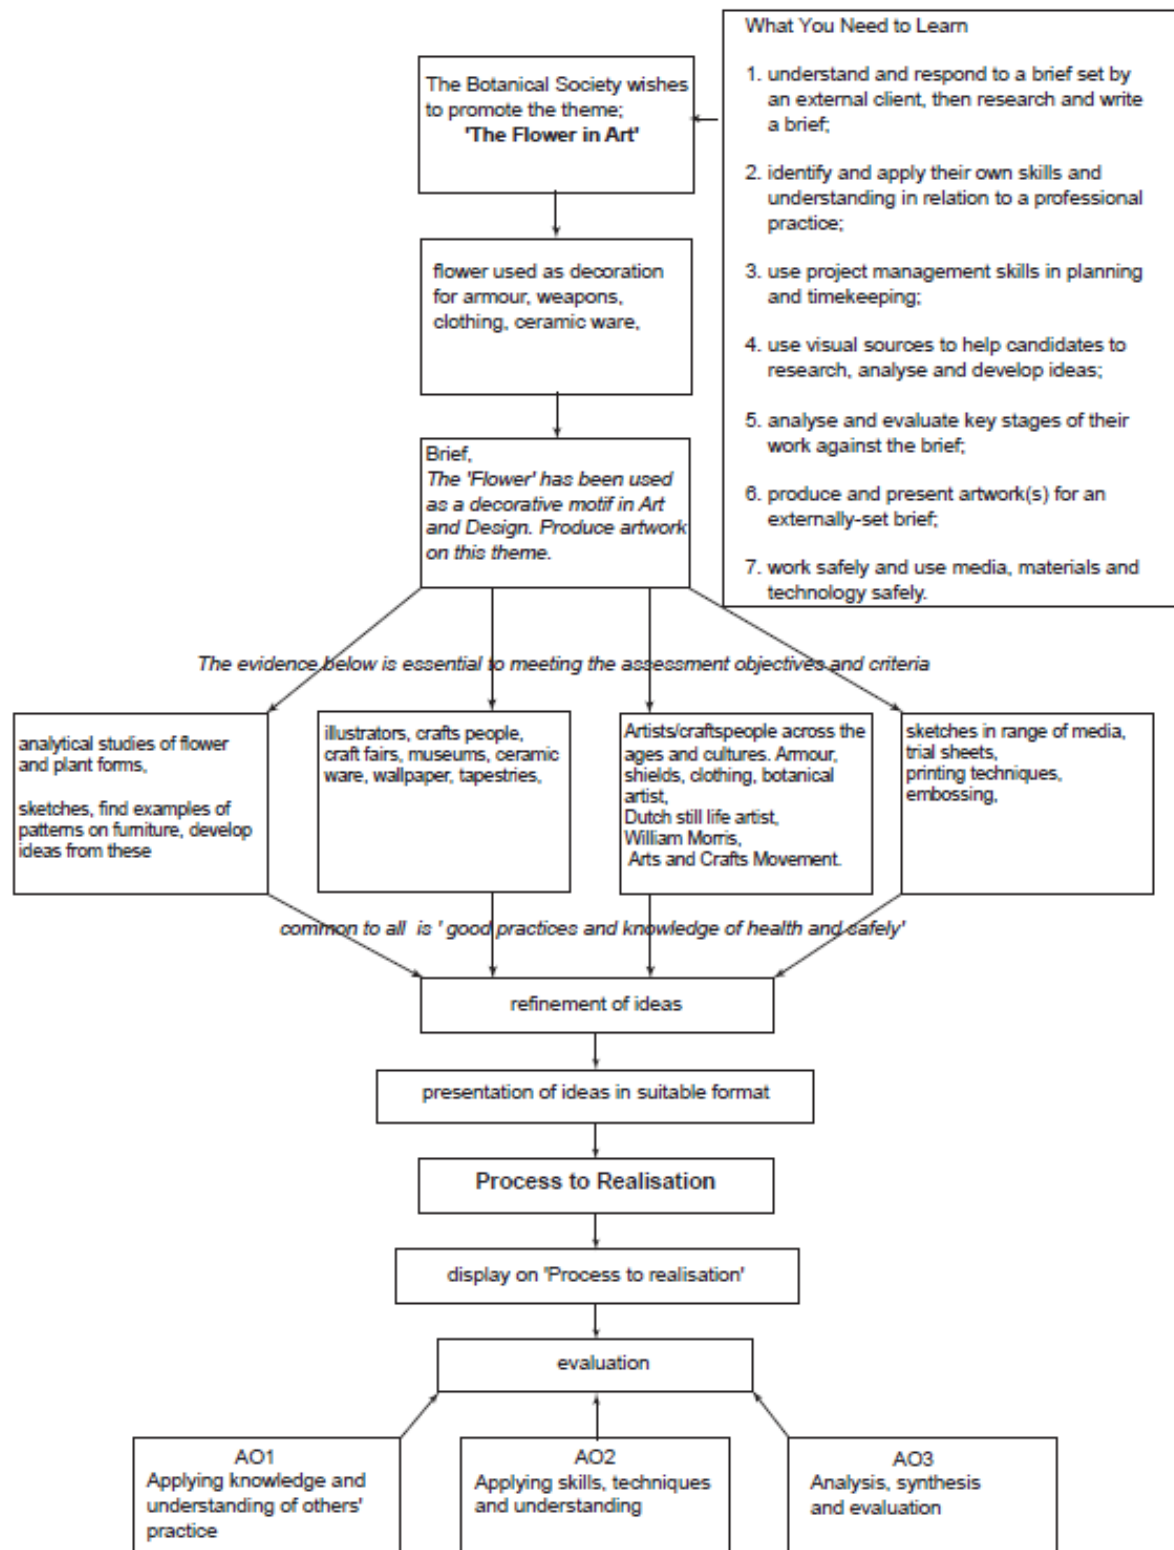 What You Need to Learn
1. understand and respond to a brief set by
an external client, then research and write
a brief;
2. identify and apply their own skills and
understanding in relation to a professional
practice;
3. use project management skills in planning
and timekeeping;
4. use visual sources to help candidates to
research, analyse and develop ideas;
5. analyse and evaluate key stages of their
work against the brief;
6. produce and present artwork(s) for an
externally-set brief;
7. work safely and use media, materials and
technology safely.
The Botanical Society wishes
to promote the theme;
'The Flower in Art'
flower used as decoration
for armour, weapons,
clothing, ceramic ware,
Brief,
The 'Flower' has been used
as a decorative motif in Art
and Design. Produce artwork
on this theme.
The evidence below is essential to meeting the assessment objectives and criteria
analytical studies of flower
and plant forms,
sketches, find examples of
patterns on furniture, develop
ideas from these
illustrators, crafts people,
craft fairs, museums, ceramic
ware, wallpaper, tapestries,
Artists/craftspeople across the
ages and cultures. Armour,
shields, clothing, botanical
artist,
Dutch still life artist,
William Morris,
Arts and Crafts Movement.
sketches in range of media,
trial sheets,
printing techniques,
embossing,
common to all is ' good practices and knowledge of health and safely'
refinement of ideas
presentation of ideas in suitable format
Process to Realisation
display on 'Process to realisation'
evaluation
AO1
Applying knowledge and
understanding of others'
practice
AO2
Applying skills, techniques
and understanding
AO3
Analysis, synthesis
and evaluation